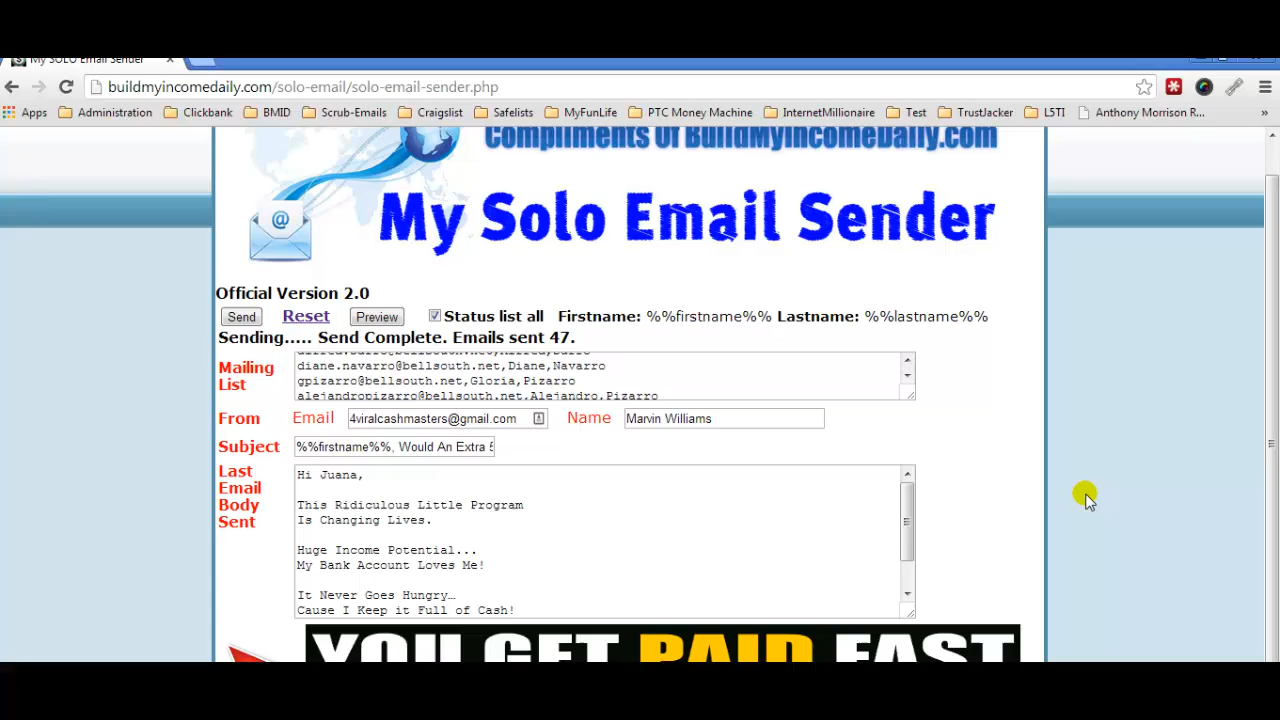 My SOLO Email Sender
buildmyincomedaily.com/solo-email/solo-email-sender.php
Apps Administration Clickbank BMID Scrub-Emails Craigslist Safelists MyFunLife PTC Money Machine InternetMillionaire Test TrustJacker L5TI Anthony Morrison R... »
Compliments Of BuildMyIncomeDaily.com
@
My Solo Email Sender
Official Version 2.0
Send Reset Preview Status list all Firstname: %%firstname%% Lastname: %%lastname%%
Sending..... Send Complete. Emails sent 47.
Mailing List
diane.navarro@bellsouth.net,Diane,Navarro
gpizarro@bellsouth.net,Gloria,Pizarro
alejandropizarro@bellsouth.net,Alejandro,Pizarro
From Email 4viralcashmasters@gmail.com Name Marvin Williams
Subject %%firstname%%, Would An Extra
Last Email Body Sent
Hi Juana,
This Ridiculous Little Program
Is Changing Lives.
Huge Income Potential...
My Bank Account Loves Me!
It Never Goes Hungry…
Cause I Keep it Full of Cash!
YOU GET PAID FAST